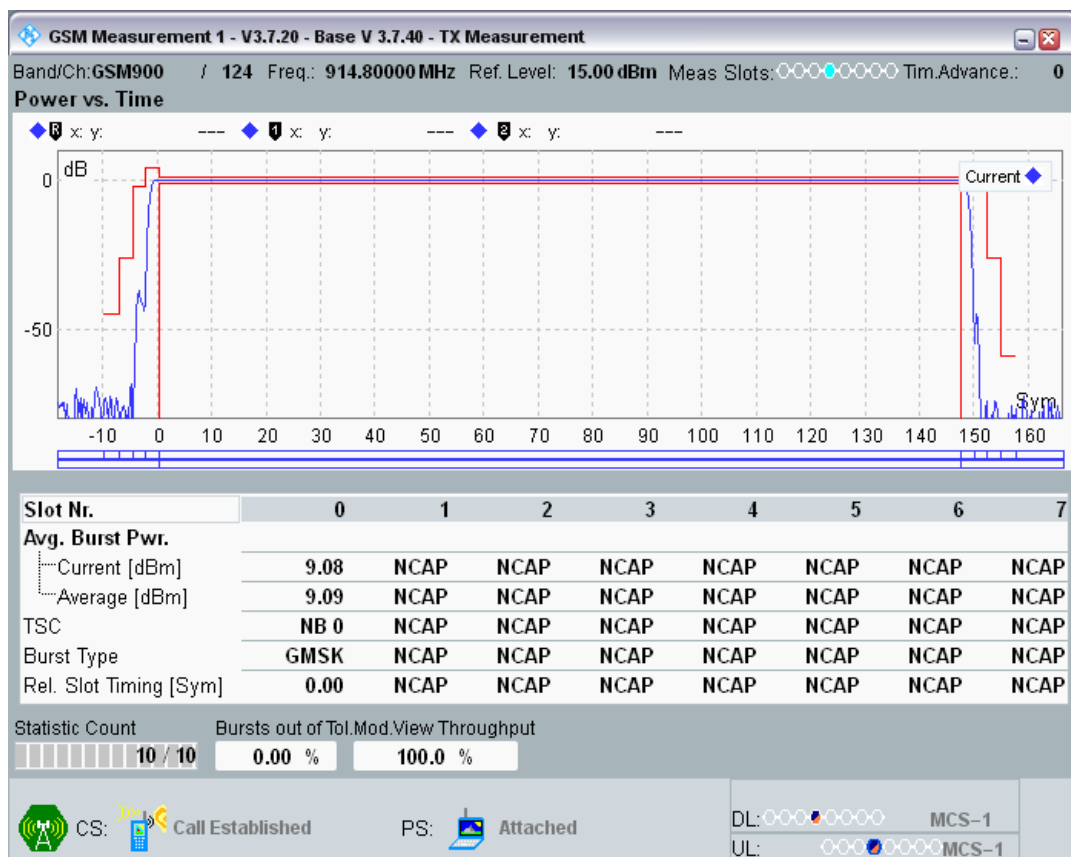 GSM Measurement 1 - V3.7.20 - Base V 3.7.40 - TX Measurement
Band/Ch:GSM900 / 124 Freq.: 914.80000 MHz Ref. Level: 15.00 dBm Meas Slots: Tim.Advance.: 0
Power vs. Time
R x: y: --- 1 x: y: --- 2 x: y: ---
dB
Current
0
-50
Sym
-10 0 10 20 30 40 50 60 70 80 90 100 110 120 130 140 150 160
Slot Nr. 0 1 2 3 4 5 6 7
Avg. Burst Pwr.
Current [dBm] 9.08 NCAP NCAP NCAP NCAP NCAP NCAP NCAP
Average [dBm] 9.09 NCAP NCAP NCAP NCAP NCAP NCAP NCAP
TSC NB 0 NCAP NCAP NCAP NCAP NCAP NCAP NCAP
Burst Type GMSK NCAP NCAP NCAP NCAP NCAP NCAP NCAP
Rel. Slot Timing [Sym] 0.00 NCAP NCAP NCAP NCAP NCAP NCAP NCAP
Statistic Count Bursts out of Tol.Mod.View Throughput
10 / 10 0.00 % 100.0 %
CS: Call Established PS: Attached DL: MCS-1
UL: MCS-1